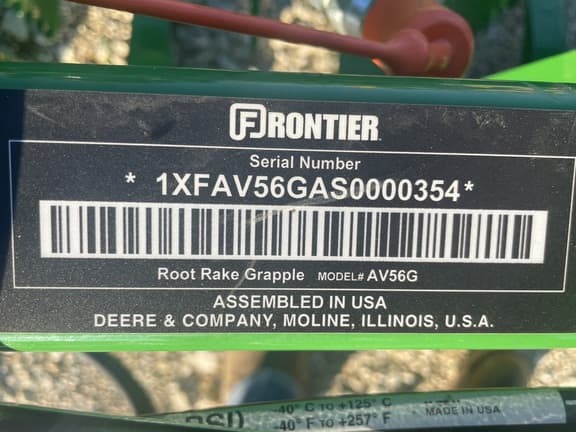 FRONTIER
Serial Number
* 1XFAV56GAS0000354*
Root Rake Grapple MODEL# AV56G
ASSEMBLED IN USA
DEERE & COMPANY, MOLINE, ILLINOIS, U.S.A.
PSI
-40° C TO +125° C
-40° F TO +257° F
MADE IN USA